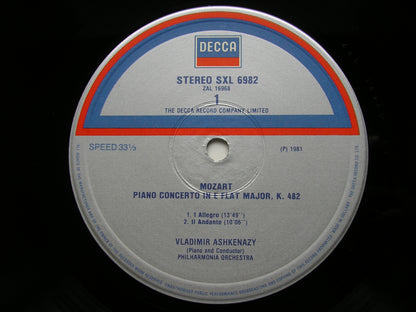 DECCA
STEREO SXL 6982
ZAL 16968
1
THE DECCA RECORD COMPANY LIMITED
SPEED 33⅓
(P) 1981
MOZART
PIANO CONCERTO IN E FLAT MAJOR, K. 482
1. I Allegro (13'49")
2. II Andante (10'06")
VLADIMIR ASHKENAZY
(Piano and Conductor)
PHILHARMONIA ORCHESTRA